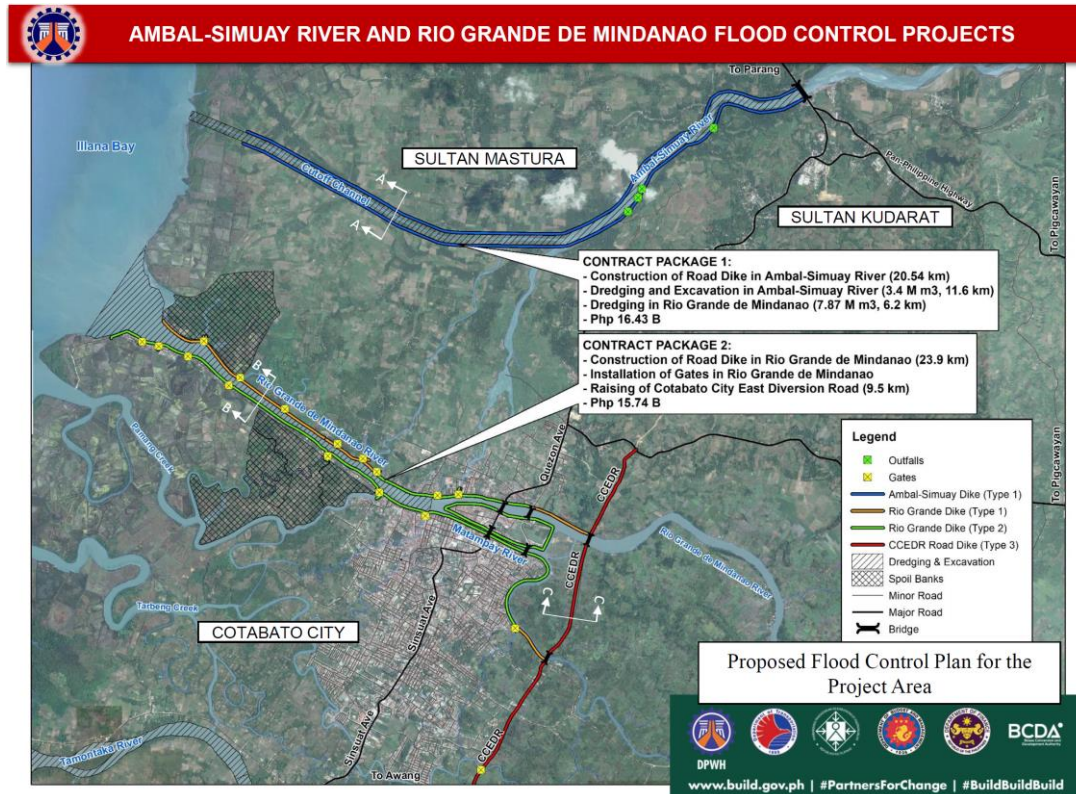 AMBAL-SIMUAY RIVER AND RIO GRANDE DE MINDANAO FLOOD CONTROL PROJECTS
To Parang
Illana Bay
SULTAN MASTURA
Ambal-Simuay River
Cutoff Channel
A
A
Pan-Philippine Highway
SULTAN KUDARAT
To Pigcawayan
CONTRACT PACKAGE 1:
- Construction of Road Dike in Ambal-Simuay River (20.54 km)
- Dredging and Excavation in Ambal-Simuay River (3.4 M m3, 11.6 km)
- Dredging in Rio Grande de Mindanao (7.87 M m3, 6.2 km)
- Php 16.43 B
CONTRACT PACKAGE 2:
- Construction of Road Dike in Rio Grande de Mindanao (23.9 km)
- Installation of Gates in Rio Grande de Mindanao
- Raising of Cotabato City East Diversion Road (9.5 km)
- Php 15.74 B
B
B
Rio Grande de Mindanao River
Quezon Ave
CCEDR
To Pigcawayan
Matampay River
Rio Grande de Mindanao River
CCEDR
C
C
Tarbeng Creek
COTABATO CITY
Sinsuat Ave
Sinsuat Ave
CCEDR
Tamontaka River
To Awang
Legend
Outfalls
Gates
Ambal-Simuay Dike (Type 1)
Rio Grande Dike (Type 1)
Rio Grande Dike (Type 2)
CCEDR Road Dike (Type 3)
Dredging & Excavation
Spoil Banks
Minor Road
Major Road
Bridge
Proposed Flood Control Plan for the
Project Area
DPWH
BCDA
www.build.gov.ph | #PartnersForChange | #BuildBuildBuild